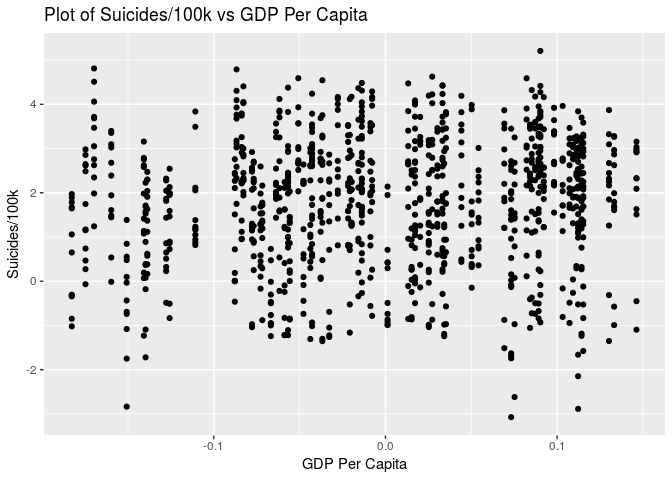 Plot of Suicides/100k vs GDP Per Capita
Suicides/100k
4
2
0
-2
-0.1
0.0
0.1
GDP Per Capita